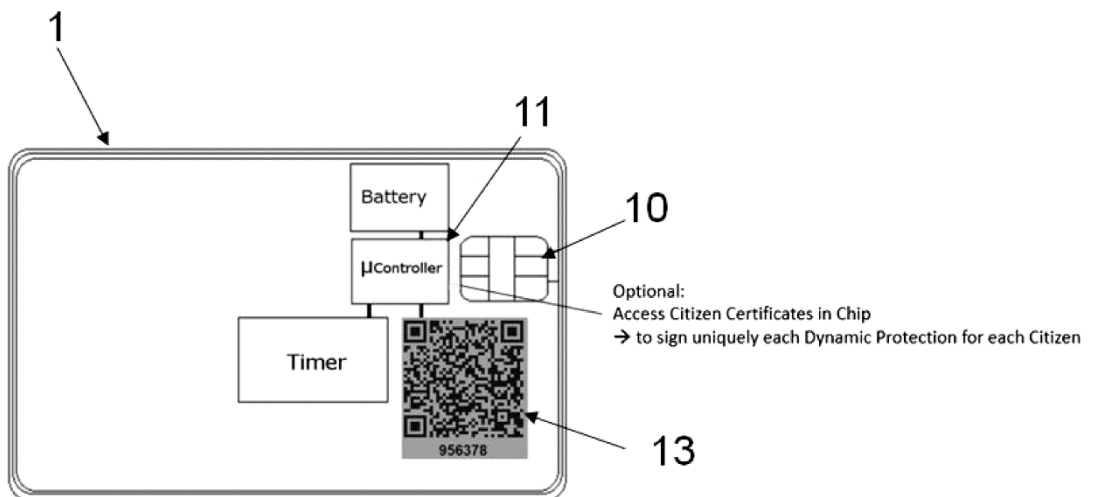 1
11
Battery
10
µController
Optional:
Access Citizen Certificates in Chip
→ to sign uniquely each Dynamic Protection for each Citizen
Timer
956378
13